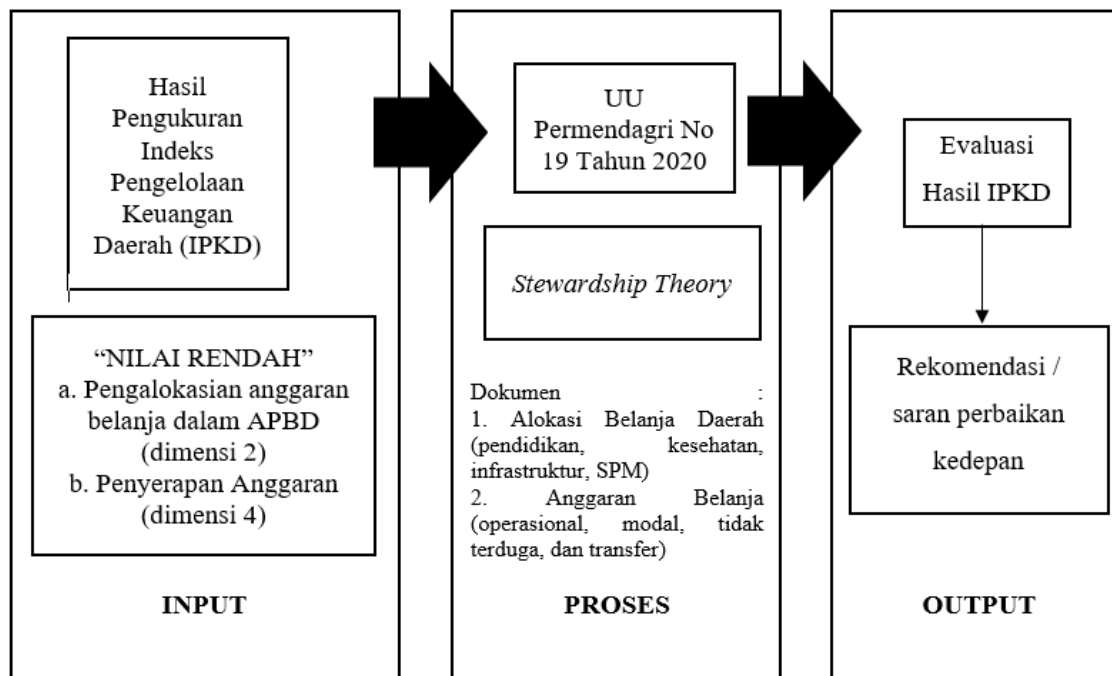 Hasil
Pengukuran
Indeks
Pengelolaan
Keuangan
Daerah (IPKD)
“NILAI RENDAH”
a. Pengalokasian anggaran
belanja dalam APBD
(dimensi 2)
b. Penyerapan Anggaran
(dimensi 4)
INPUT
UU
Permendagri No
19 Tahun 2020
Stewardship Theory
Dokumen :
1. Alokasi Belanja Daerah
(pendidikan, kesehatan,
infrastruktur, SPM)
2. Anggaran Belanja
(operasional, modal, tidak
terduga, dan transfer)
PROSES
Evaluasi
Hasil IPKD
Rekomendasi /
saran perbaikan
kedepan
OUTPUT